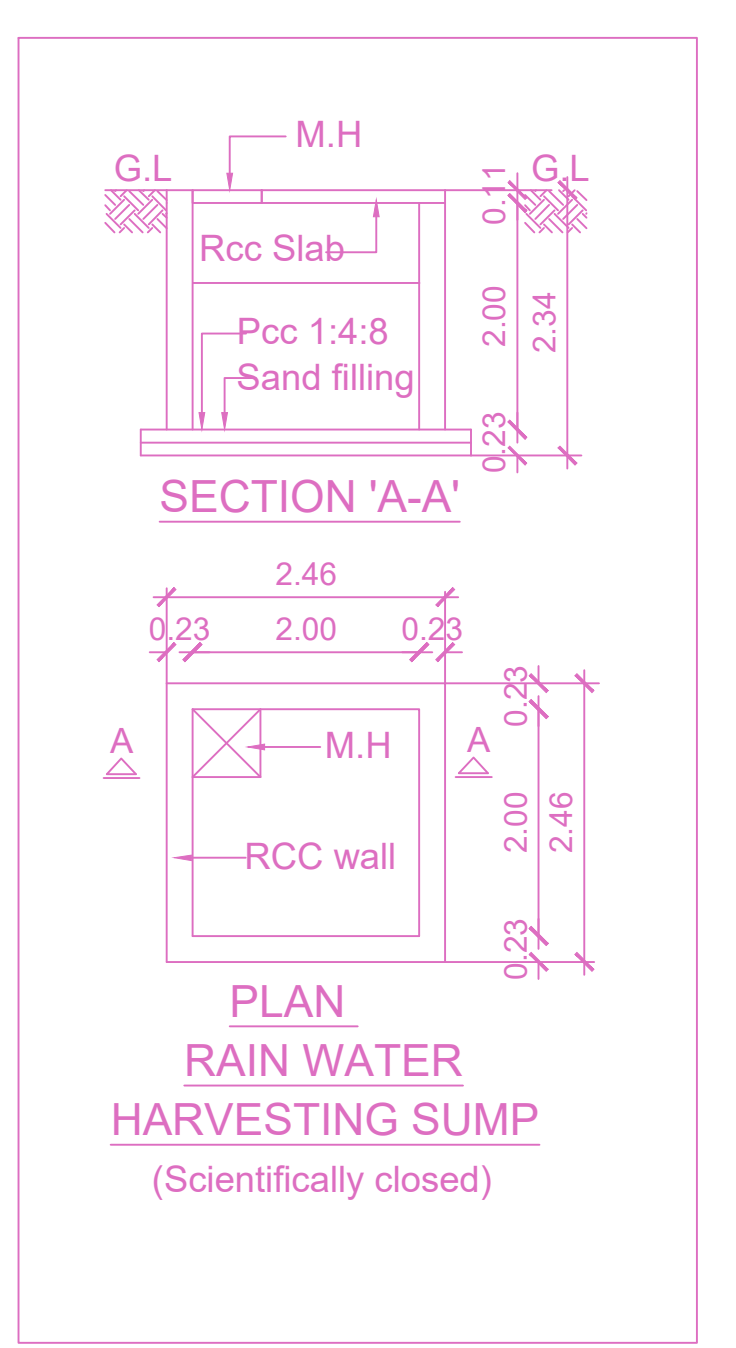 M.H
G.L
G.L
0.11
Rcc Slab
2.00
2.34
Pcc 1:4:8
Sand filling
0.23
SECTION 'A-A'
2.46
0.23
2.00
0.23
0.23
A
M.H
A
2.00
2.46
RCC wall
0.23
PLAN
RAIN WATER
HARVESTING SUMP
(Scientifically closed)